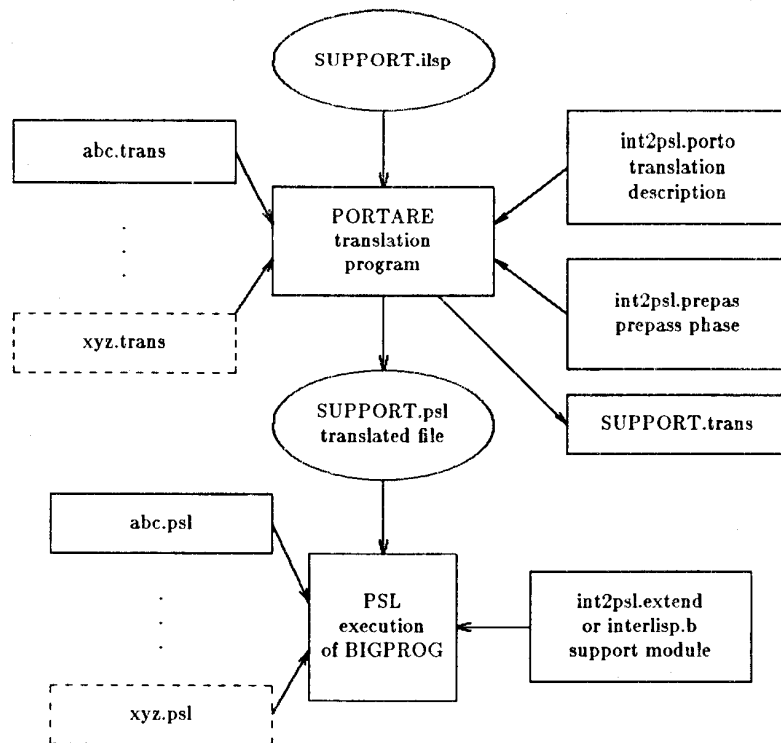 SUPPORT.ilsp
abc.trans
int2psl.porto
translation
description
PORTARE
translation
program
int2psl.prepas
prepass phase
xyz.trans
SUPPORT.psl
translated file
SUPPORT.trans
abc.psl
PSL
execution
of BIGPROG
int2psl.extend
or interlisp.b
support module
xyz.psl